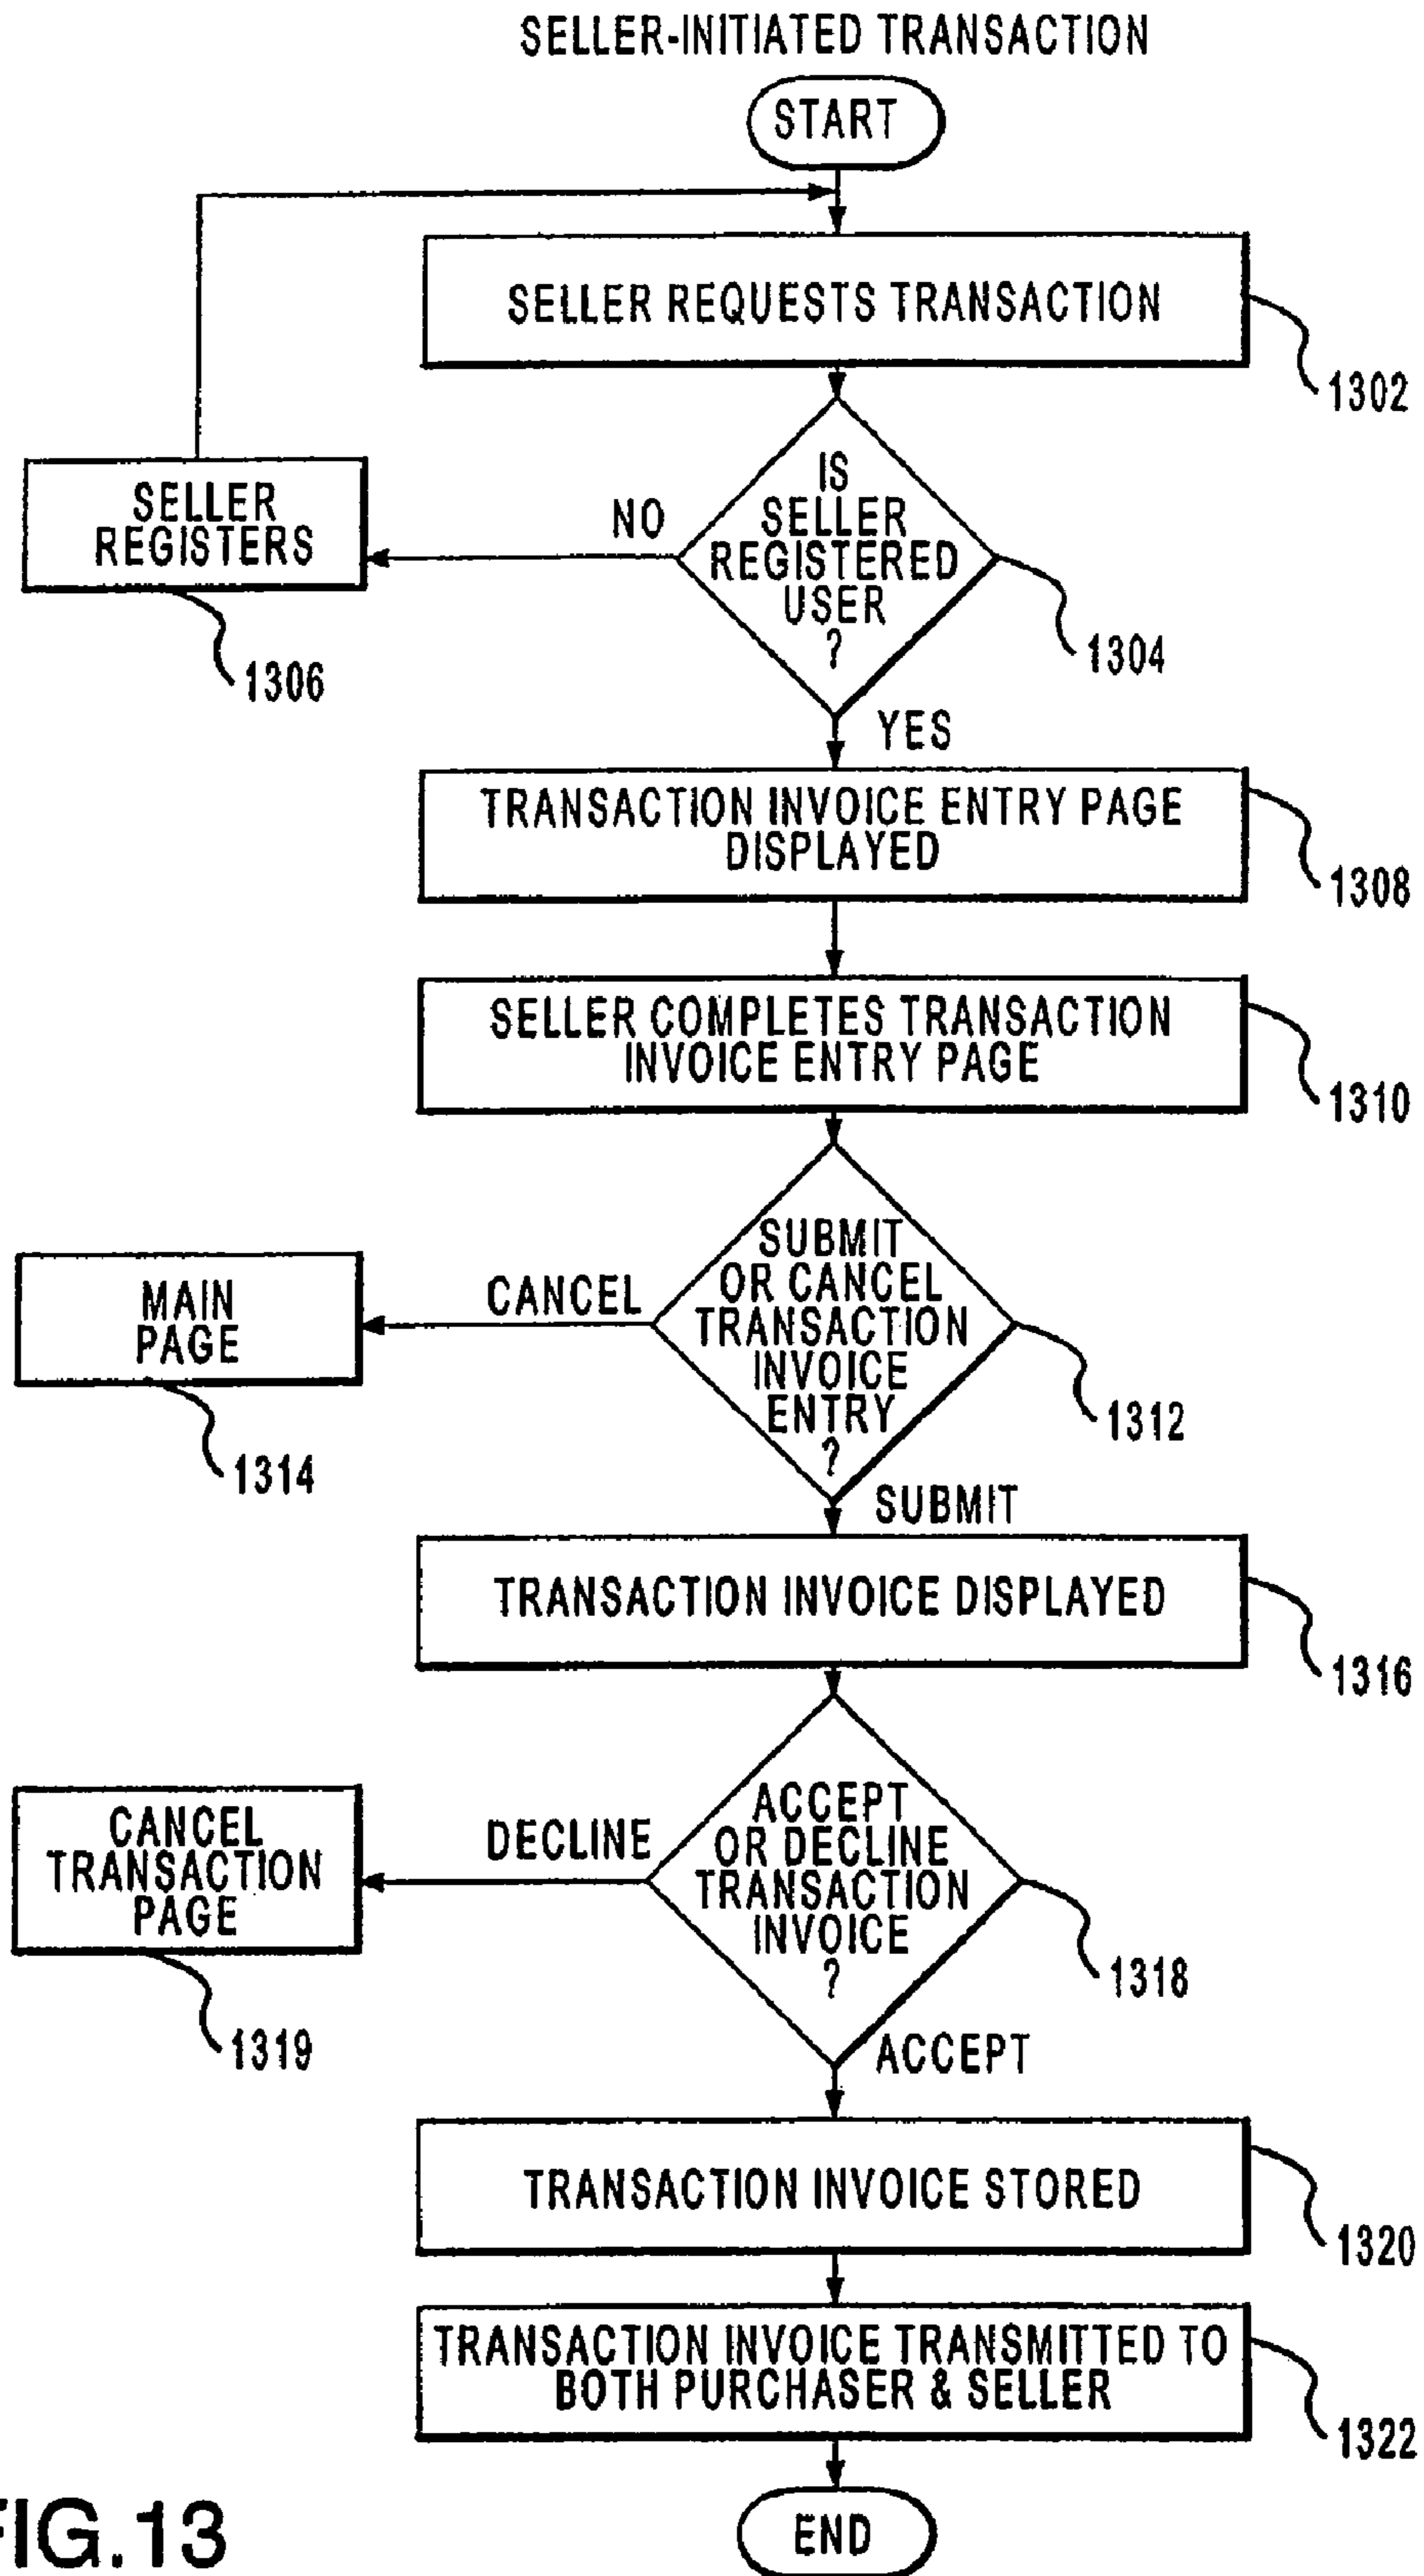 SELLER-INITIATED TRANSACTION
START
SELLER REQUESTS TRANSACTION
1302
IS
SELLER
REGISTERED
USER
?
1304
NO
SELLER
REGISTERS
1306
YES
TRANSACTION INVOICE ENTRY PAGE
DISPLAYED
1308
SELLER COMPLETES TRANSACTION
INVOICE ENTRY PAGE
1310
SUBMIT
OR CANCEL
TRANSACTION
INVOICE
ENTRY
?
1312
CANCEL
MAIN
PAGE
1314
SUBMIT
TRANSACTION INVOICE DISPLAYED
1316
ACCEPT
OR DECLINE
TRANSACTION
INVOICE
?
1318
DECLINE
CANCEL
TRANSACTION
PAGE
1319
ACCEPT
TRANSACTION INVOICE STORED
1320
TRANSACTION INVOICE TRANSMITTED TO
BOTH PURCHASER & SELLER
1322
END
FIG.13